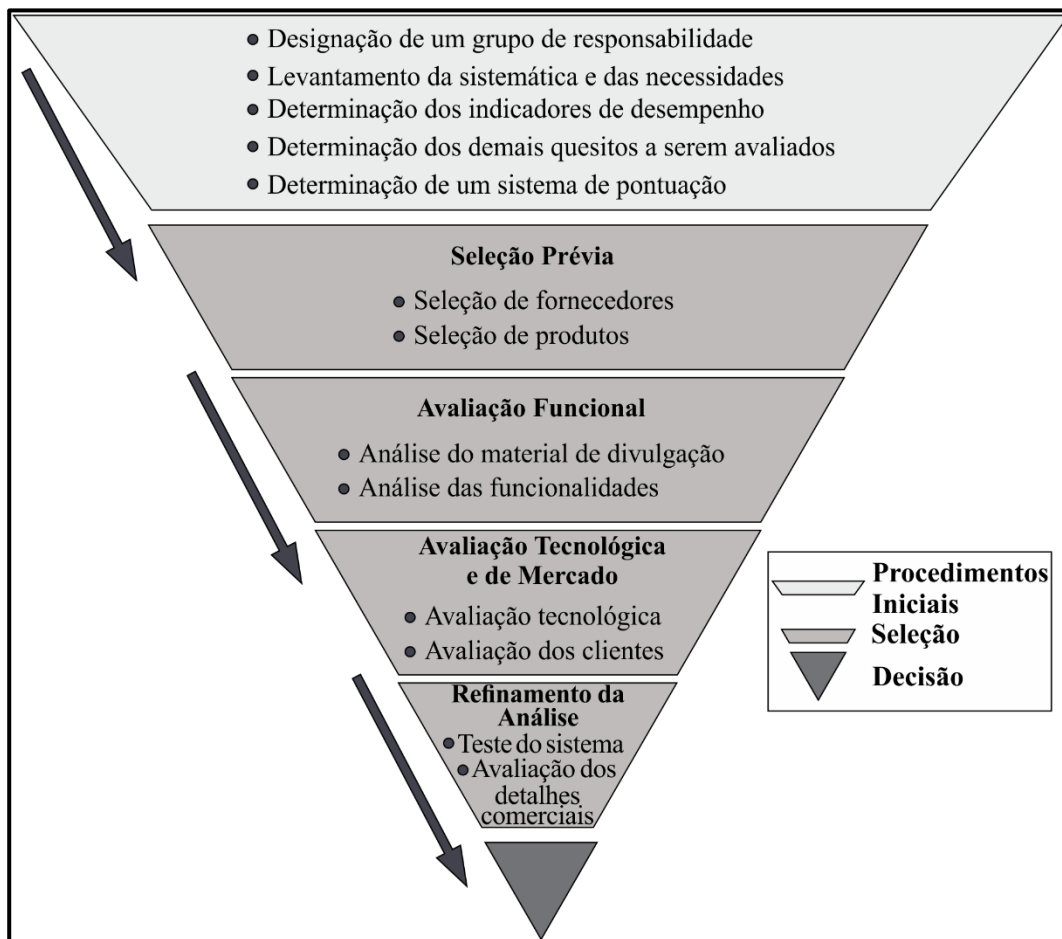 Designação de um grupo de responsabilidade
Levantamento da sistemática e das necessidades
Determinação dos indicadores de desempenho
Determinação dos demais quesitos a serem avaliados
Determinação de um sistema de pontuação
Seleção Prévia
Seleção de fornecedores
Seleção de produtos
Avaliação Funcional
Análise do material de divulgação
Análise das funcionalidades
Avaliação Tecnológica
e de Mercado
Avaliação tecnológica
Avaliação dos clientes
Refinamento da
Análise
Teste do sistema
Avaliação dos
detalhes
comerciais
Procedimentos
Iniciais
Seleção
Decisão